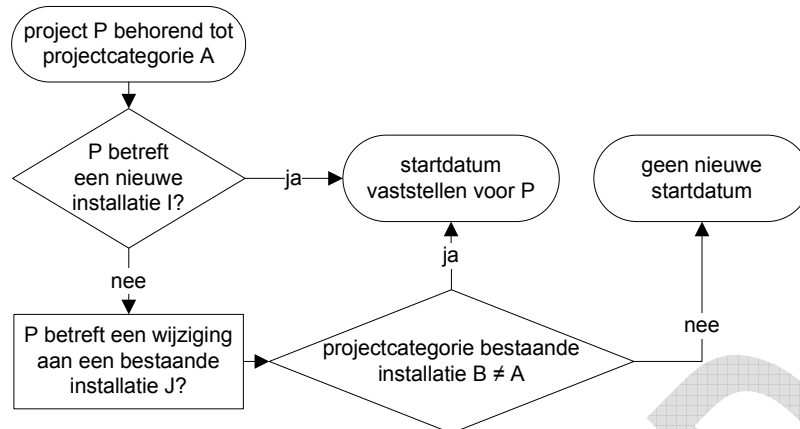 project P behorend tot
projectcategorie A
P betreft
een nieuwe
installatie I?
ja
startdatum
vaststellen voor P
geen nieuwe
startdatum
nee
ja
P betreft een wijziging
aan een bestaande
installatie J?
projectcategorie bestaande
installatie B ≠ A
nee